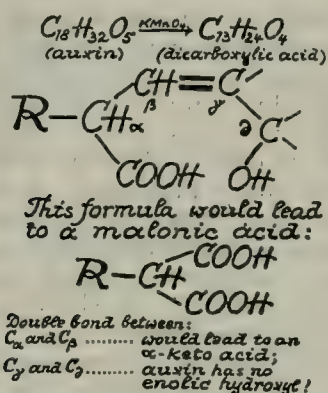 C18H32O5 KMnO4 C13H24O4
(auxin) (dicarboxylic acid)
CH=C
β γ
R-CHα δ C
COOH OH
This formula would lead
to a malonic acid:
COOH
R-CH
COOH
Double bond between:
Cα and Cβ ........ would lead to an
α-keto acid;
Cγ and Cδ ........ auxin has no
enolic hydroxyl!